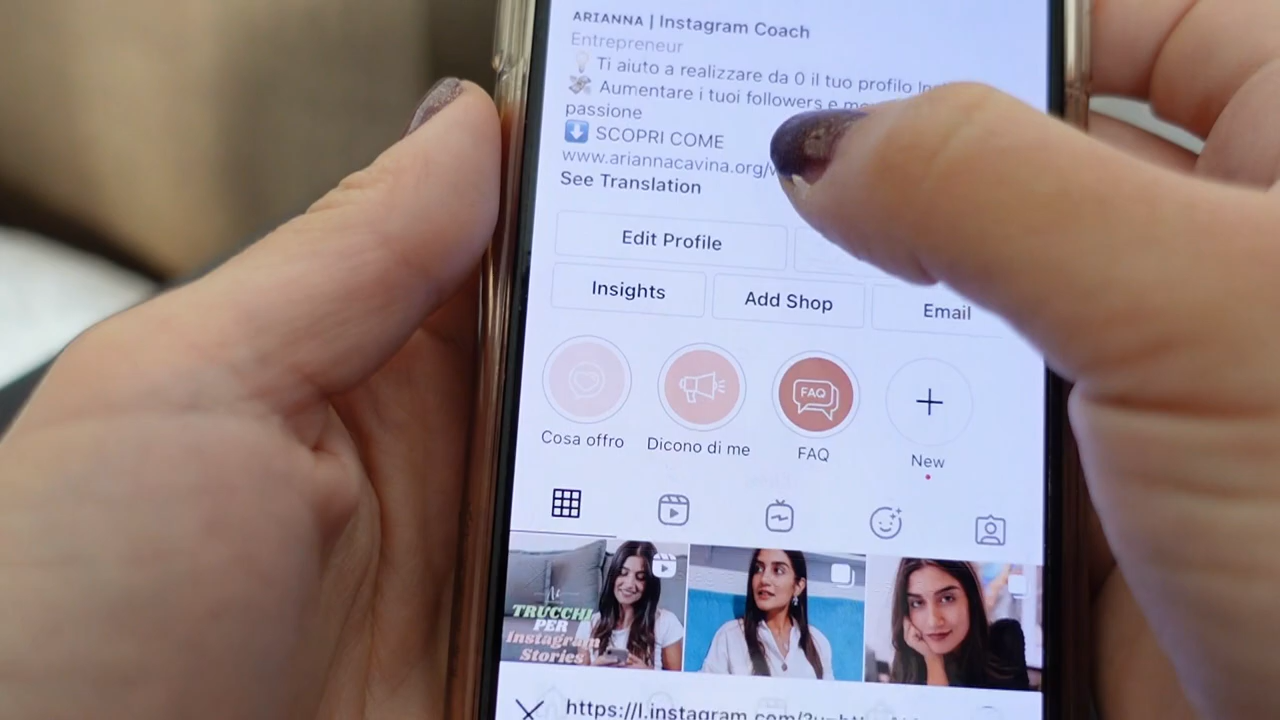 ARIANNA | Instagram Coach
Entrepreneur
Ti aiuto a realizzare da 0 il tuo profilo
Aumentare i tuoi followers e
passione
SCOPRI COME
www.ariannacavina.org/
See Translation
Edit Profile
Insights Add Shop Email
FAQ
Cosa offro Dicono di me FAQ New
TRUCCHI
PER
Instagram
Stories
https://l.instagram.com/?u=